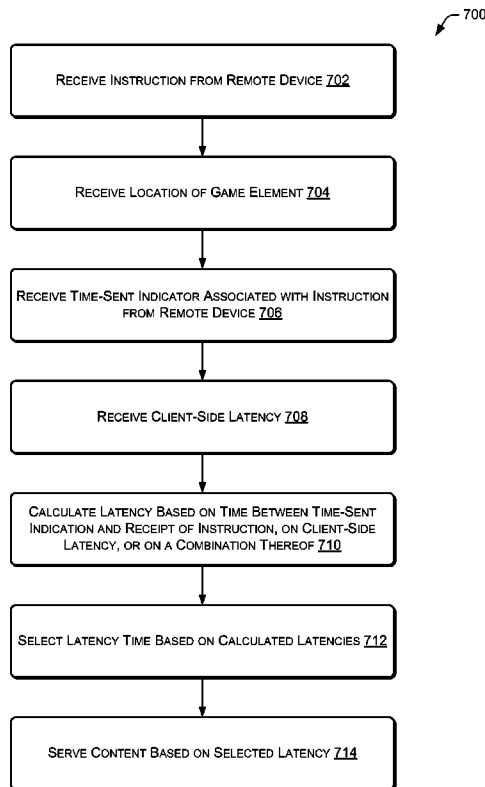 700
RECEIVE INSTRUCTION FROM REMOTE DEVICE 702
RECEIVE LOCATION OF GAME ELEMENT 704
RECEIVE TIME-SENT INDICATOR ASSOCIATED WITH INSTRUCTION
FROM REMOTE DEVICE 706
RECEIVE CLIENT-SIDE LATENCY 708
CALCULATE LATENCY BASED ON TIME BETWEEN TIME-SENT
INDICATION AND RECEIPT OF INSTRUCTION, ON CLIENT-SIDE
LATENCY, OR ON A COMBINATION THEREOF 710
SELECT LATENCY TIME BASED ON CALCULATED LATENCIES 712
SERVE CONTENT BASED ON SELECTED LATENCY 714